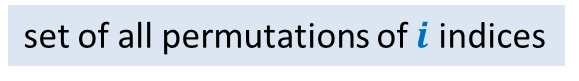 set of all permutations of i indices